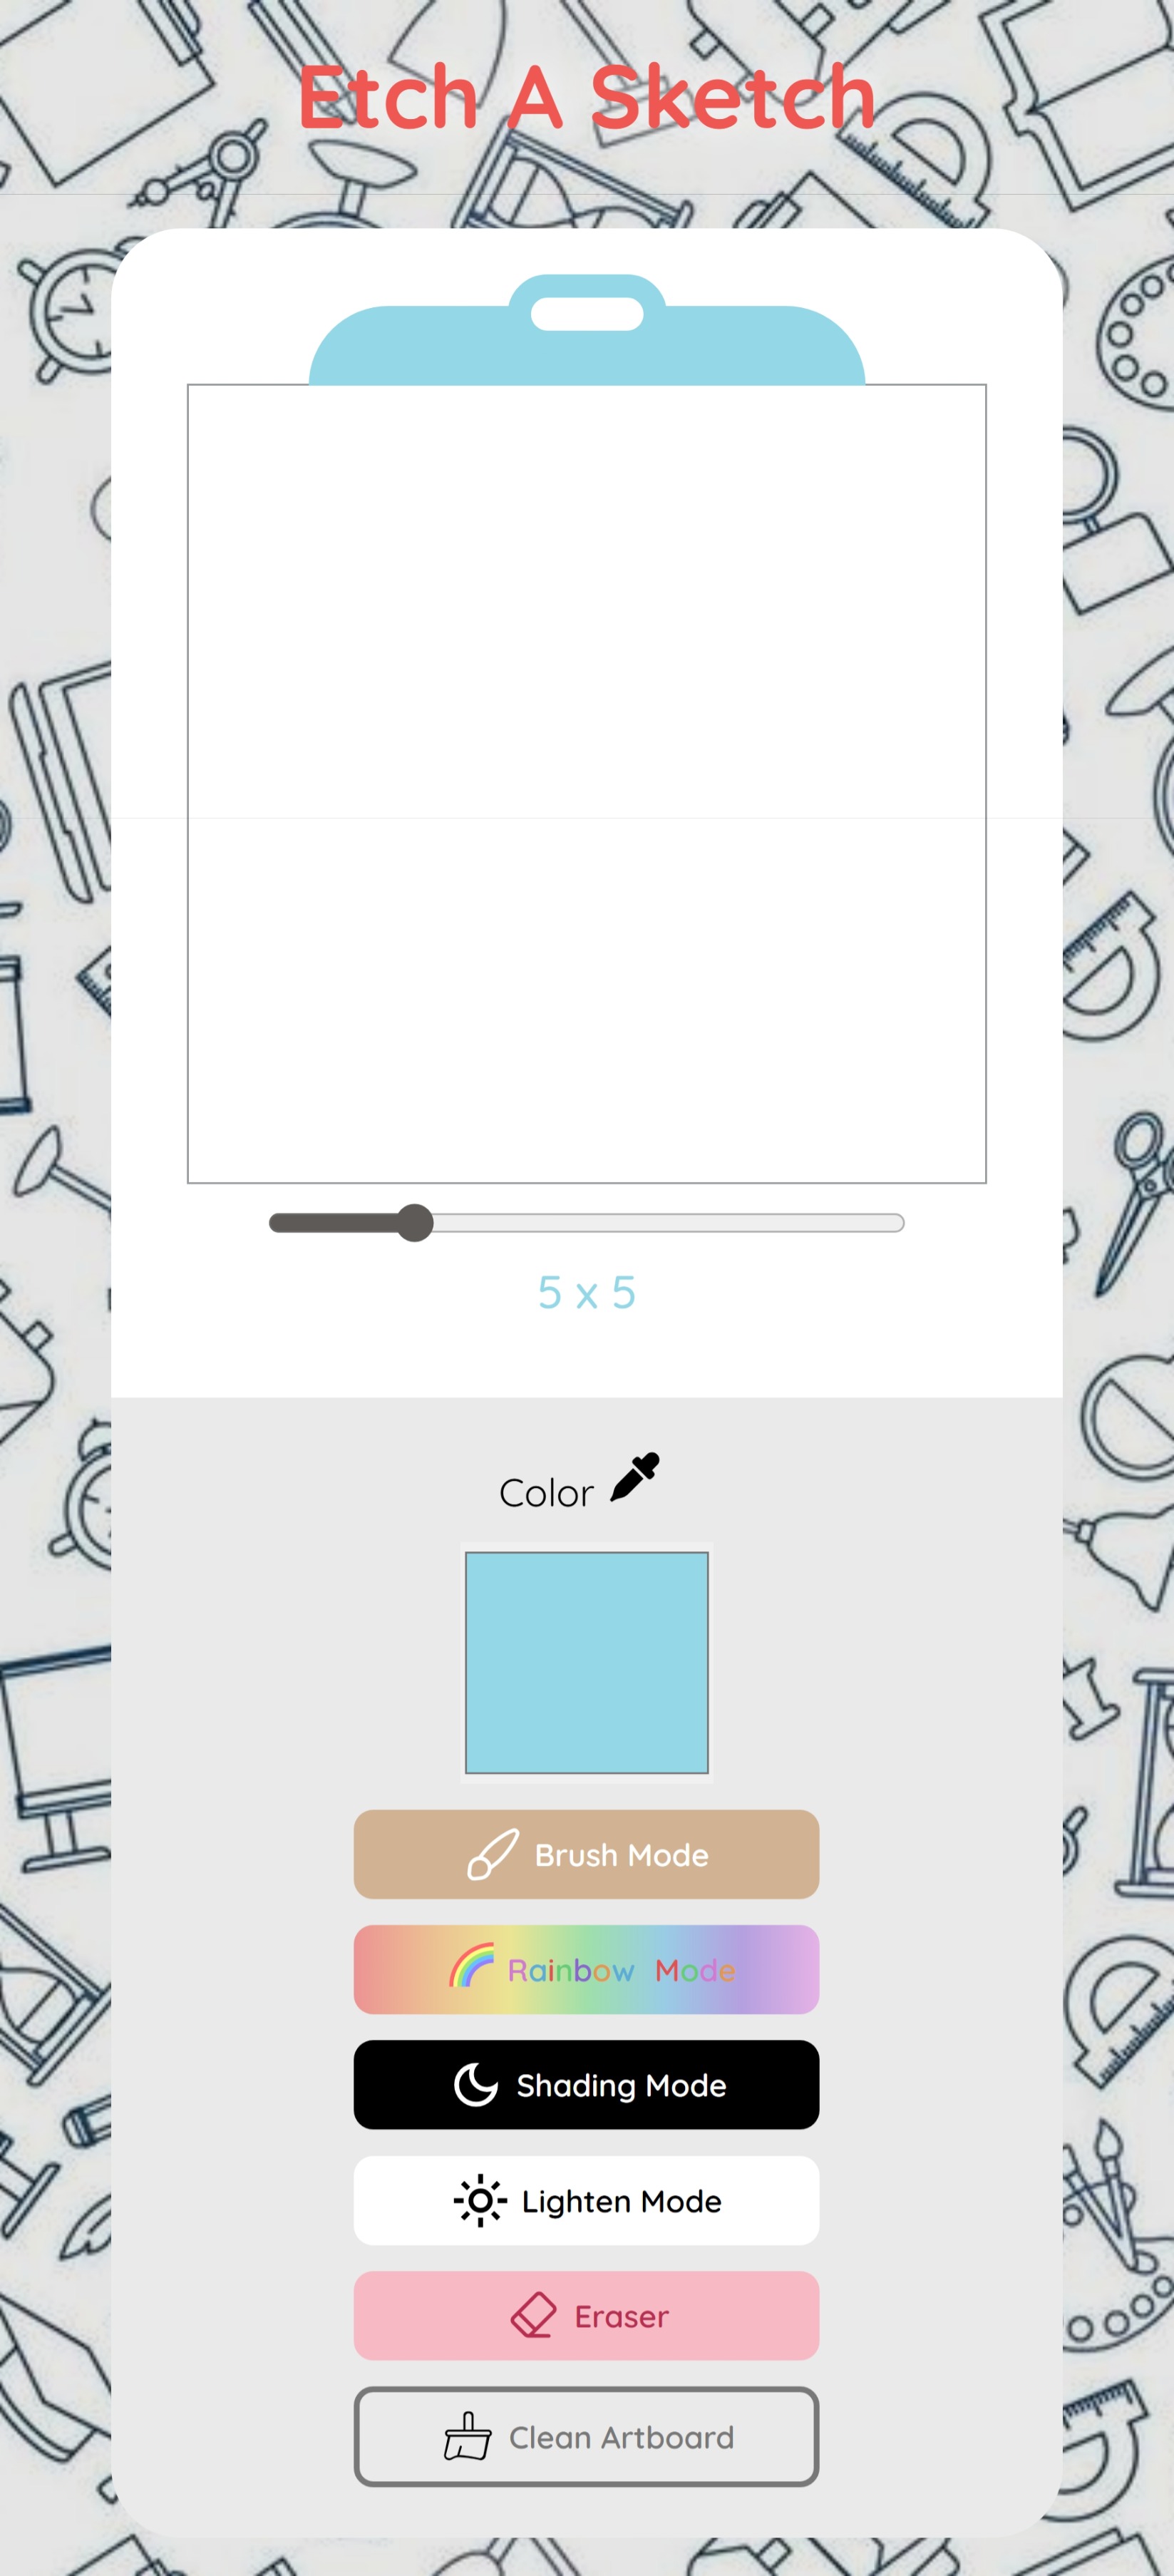 Etch A Sketch
5 x 5
Color
Brush Mode
Rainbow Mode
Shading Mode
Lighten Mode
Eraser
Clean Artboard